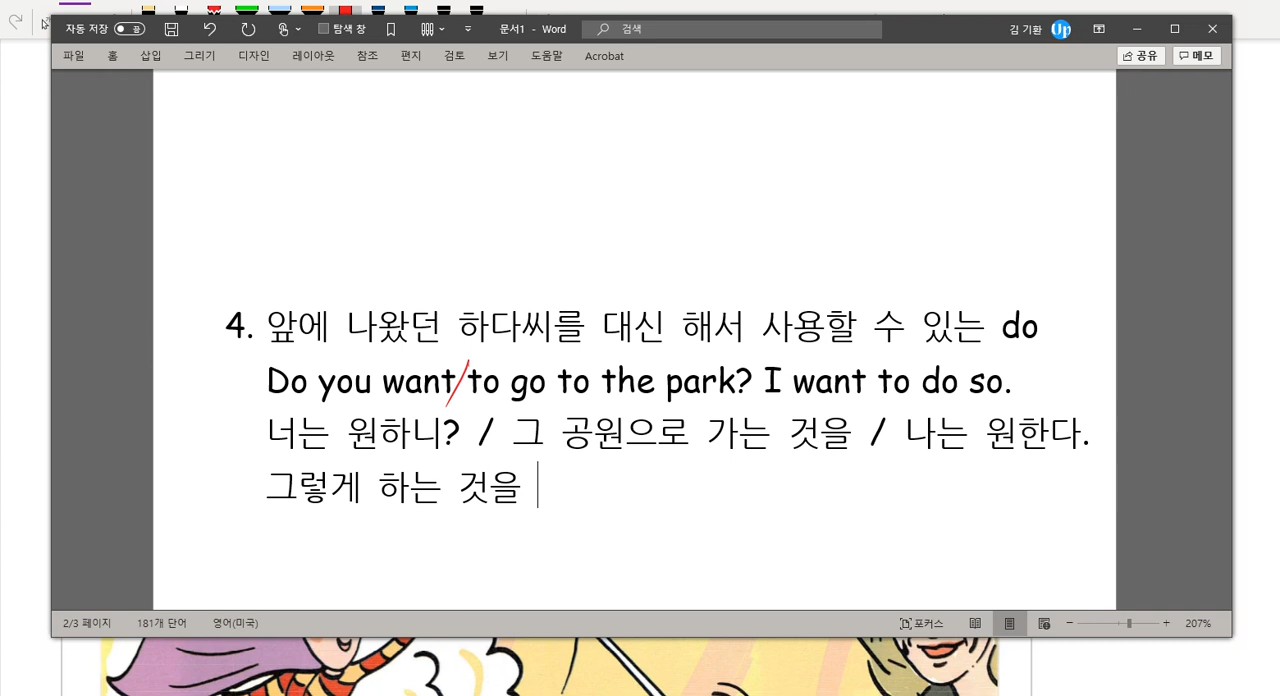 자동 저장 끔 탐색 창 문서1 - Word 검색 김 기환 Up
파일 홈 삽입 그리기 디자인 레이아웃 참조 편지 검토 보기 도움말 Acrobat 공유 메모
4. 앞에 나왔던 하다씨를 대신 해서 사용할 수 있는 do
Do you want to go to the park? I want to do so.
너는 원하니? / 그 공원으로 가는 것을 / 나는 원한다.
그렇게 하는 것을
2/3 페이지 181개 단어 영어(미국) 포커스 207%